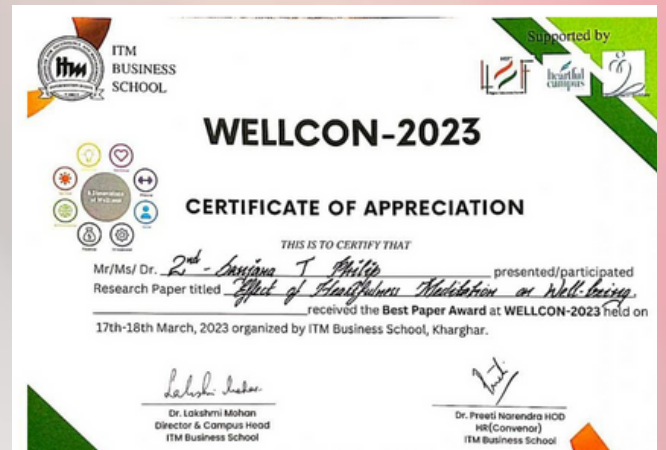 ITM
BUSINESS
SCHOOL
itm
Supported by
heartful
campus
WELLCON-2023
CERTIFICATE OF APPRECIATION
THIS IS TO CERTIFY THAT
Mr/Ms/ Dr. 2nd - Sanjana T Philip presented/participated
Research Paper titled Effect of Heartfulness Meditation on Well-being.
received the Best Paper Award at WELLCON-2023 held on
17th-18th March, 2023 organized by ITM Business School, Kharghar.
Dr. Lakshmi Mohan
Director & Campus Head
ITM Business School
Dr. Preeti Narendra HOD
HR(Convenor)
ITM Business School